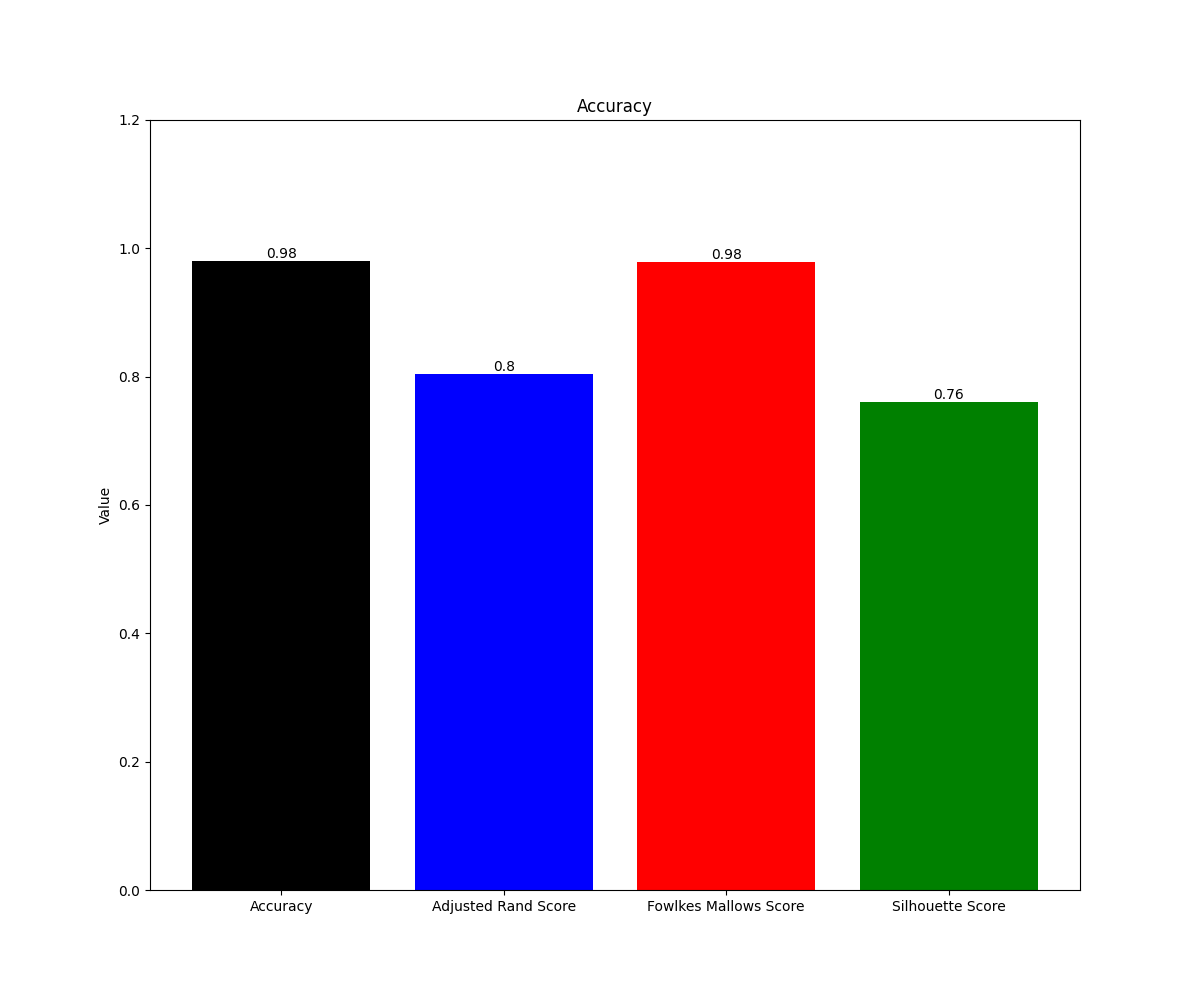 Accuracy
1.2
1.0
0.8
0.6
0.4
0.2
0.0
Value
0.98
0.8
0.98
0.76
Accuracy
Adjusted Rand Score
Fowlkes Mallows Score
Silhouette Score